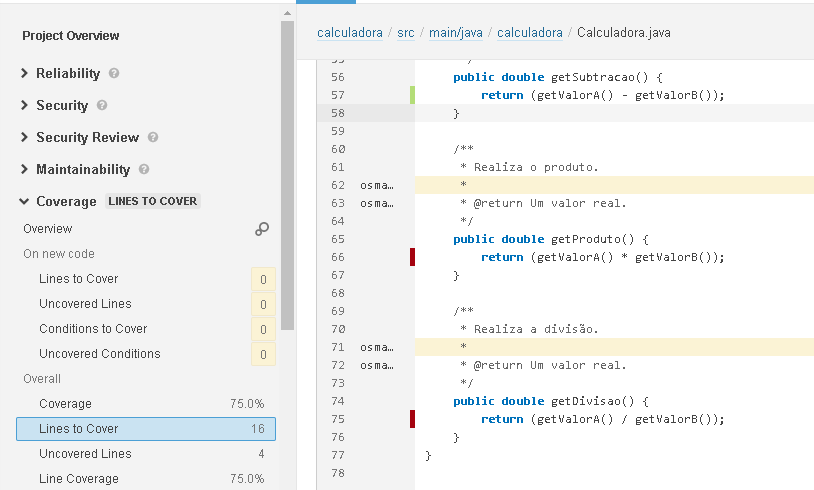 Project Overview
Reliability ?
Security ?
Security Review ?
Maintainability ?
Coverage LINES TO COVER
Overview
On new code
Lines to Cover 0
Uncovered Lines 0
Conditions to Cover 0
Uncovered Conditions 0
Overall
Coverage 75.0%
Lines to Cover 16
Uncovered Lines 4
Line Coverage 75.0%
calculadora / src / main/java / calculadora / Calculadora.java
55 */
56 public double getSubtracao() {
57 return (getValorA() - getValorB());
58 }
59
60 /**
61 * Realiza o produto.
62 osma… *
63 osma… * @return Um valor real.
64 */
65 public double getProduto() {
66 return (getValorA() * getValorB());
67 }
68
69 /**
70 * Realiza a divisão.
71 osma… *
72 osma… * @return Um valor real.
73 */
74 public double getDivisao() {
75 return (getValorA() / getValorB());
76 }
77 }
78